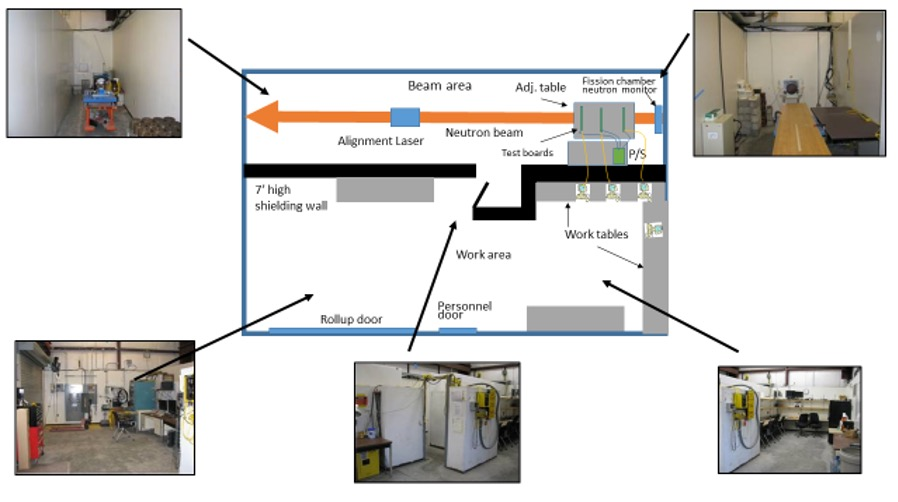 Beam area
Adj. table
Fission chamber
neutron monitor
Alignment Laser
Neutron beam
Test boards
P/S
7' high
shielding wall
Work tables
Work area
Personnel
door
Rollup door